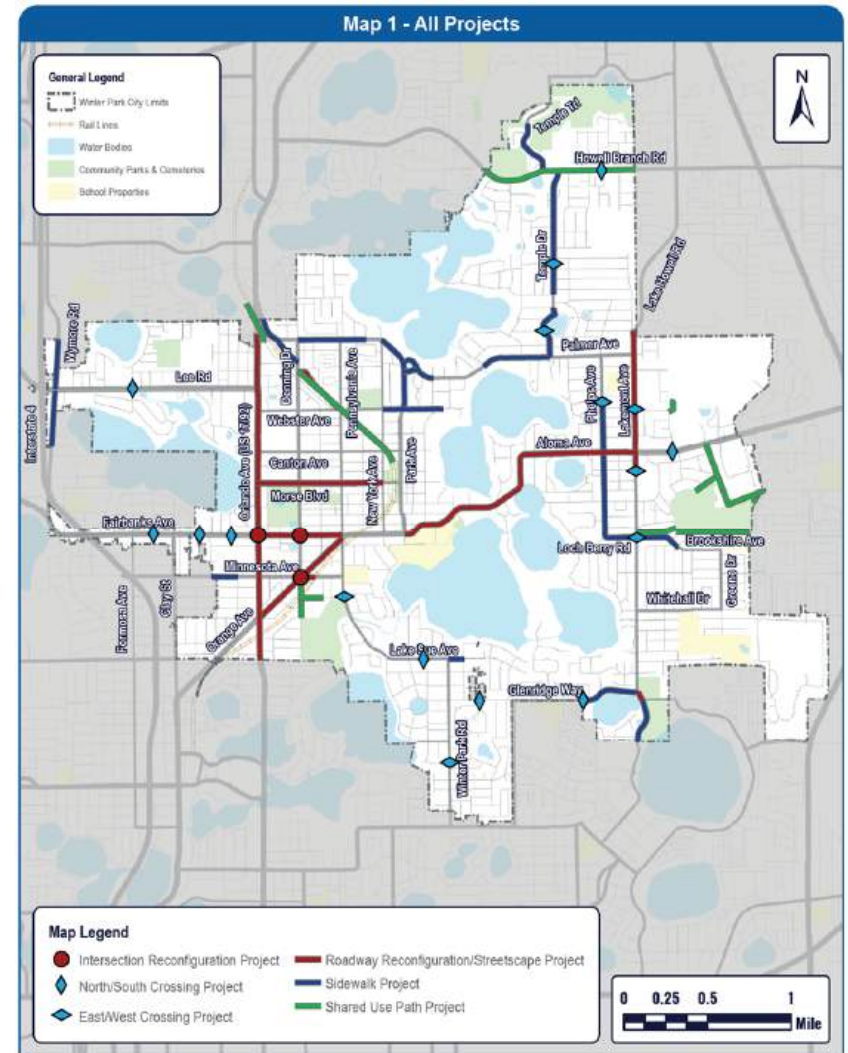 Map 1 - All Projects
General Legend
Winter Park City Limits
Rail Lines
Water Bodies
Community Parks & Cemeteries
School Properties
N
Temple Trl
Howell Branch Rd
Temple Dr
Lake Howell Rd
Wymore Rd
Palmer Ave
Lee Rd
Denning Dr
Pennsylvania Ave
Phelps Ave
Lakemont Ave
Interstate 4
Orlando Ave (US 17/92)
Webster Ave
Park Ave
Aloma Ave
Canton Ave
New York Ave
Morse Blvd
Fairbanks Ave
Loch Berry Rd
Brookshire Ave
Minnesota Ave
Formosa Ave
Clay St
Orange Ave
Whitehall Dr
Greene Dr
Lake Sue Ave
Glenridge Way
Winter Park Rd
Map Legend
Intersection Reconfiguration Project
North/South Crossing Project
East/West Crossing Project
Roadway Reconfiguration/Streetscape Project
Sidewalk Project
Shared Use Path Project
0 0.25 0.5 1
Mile